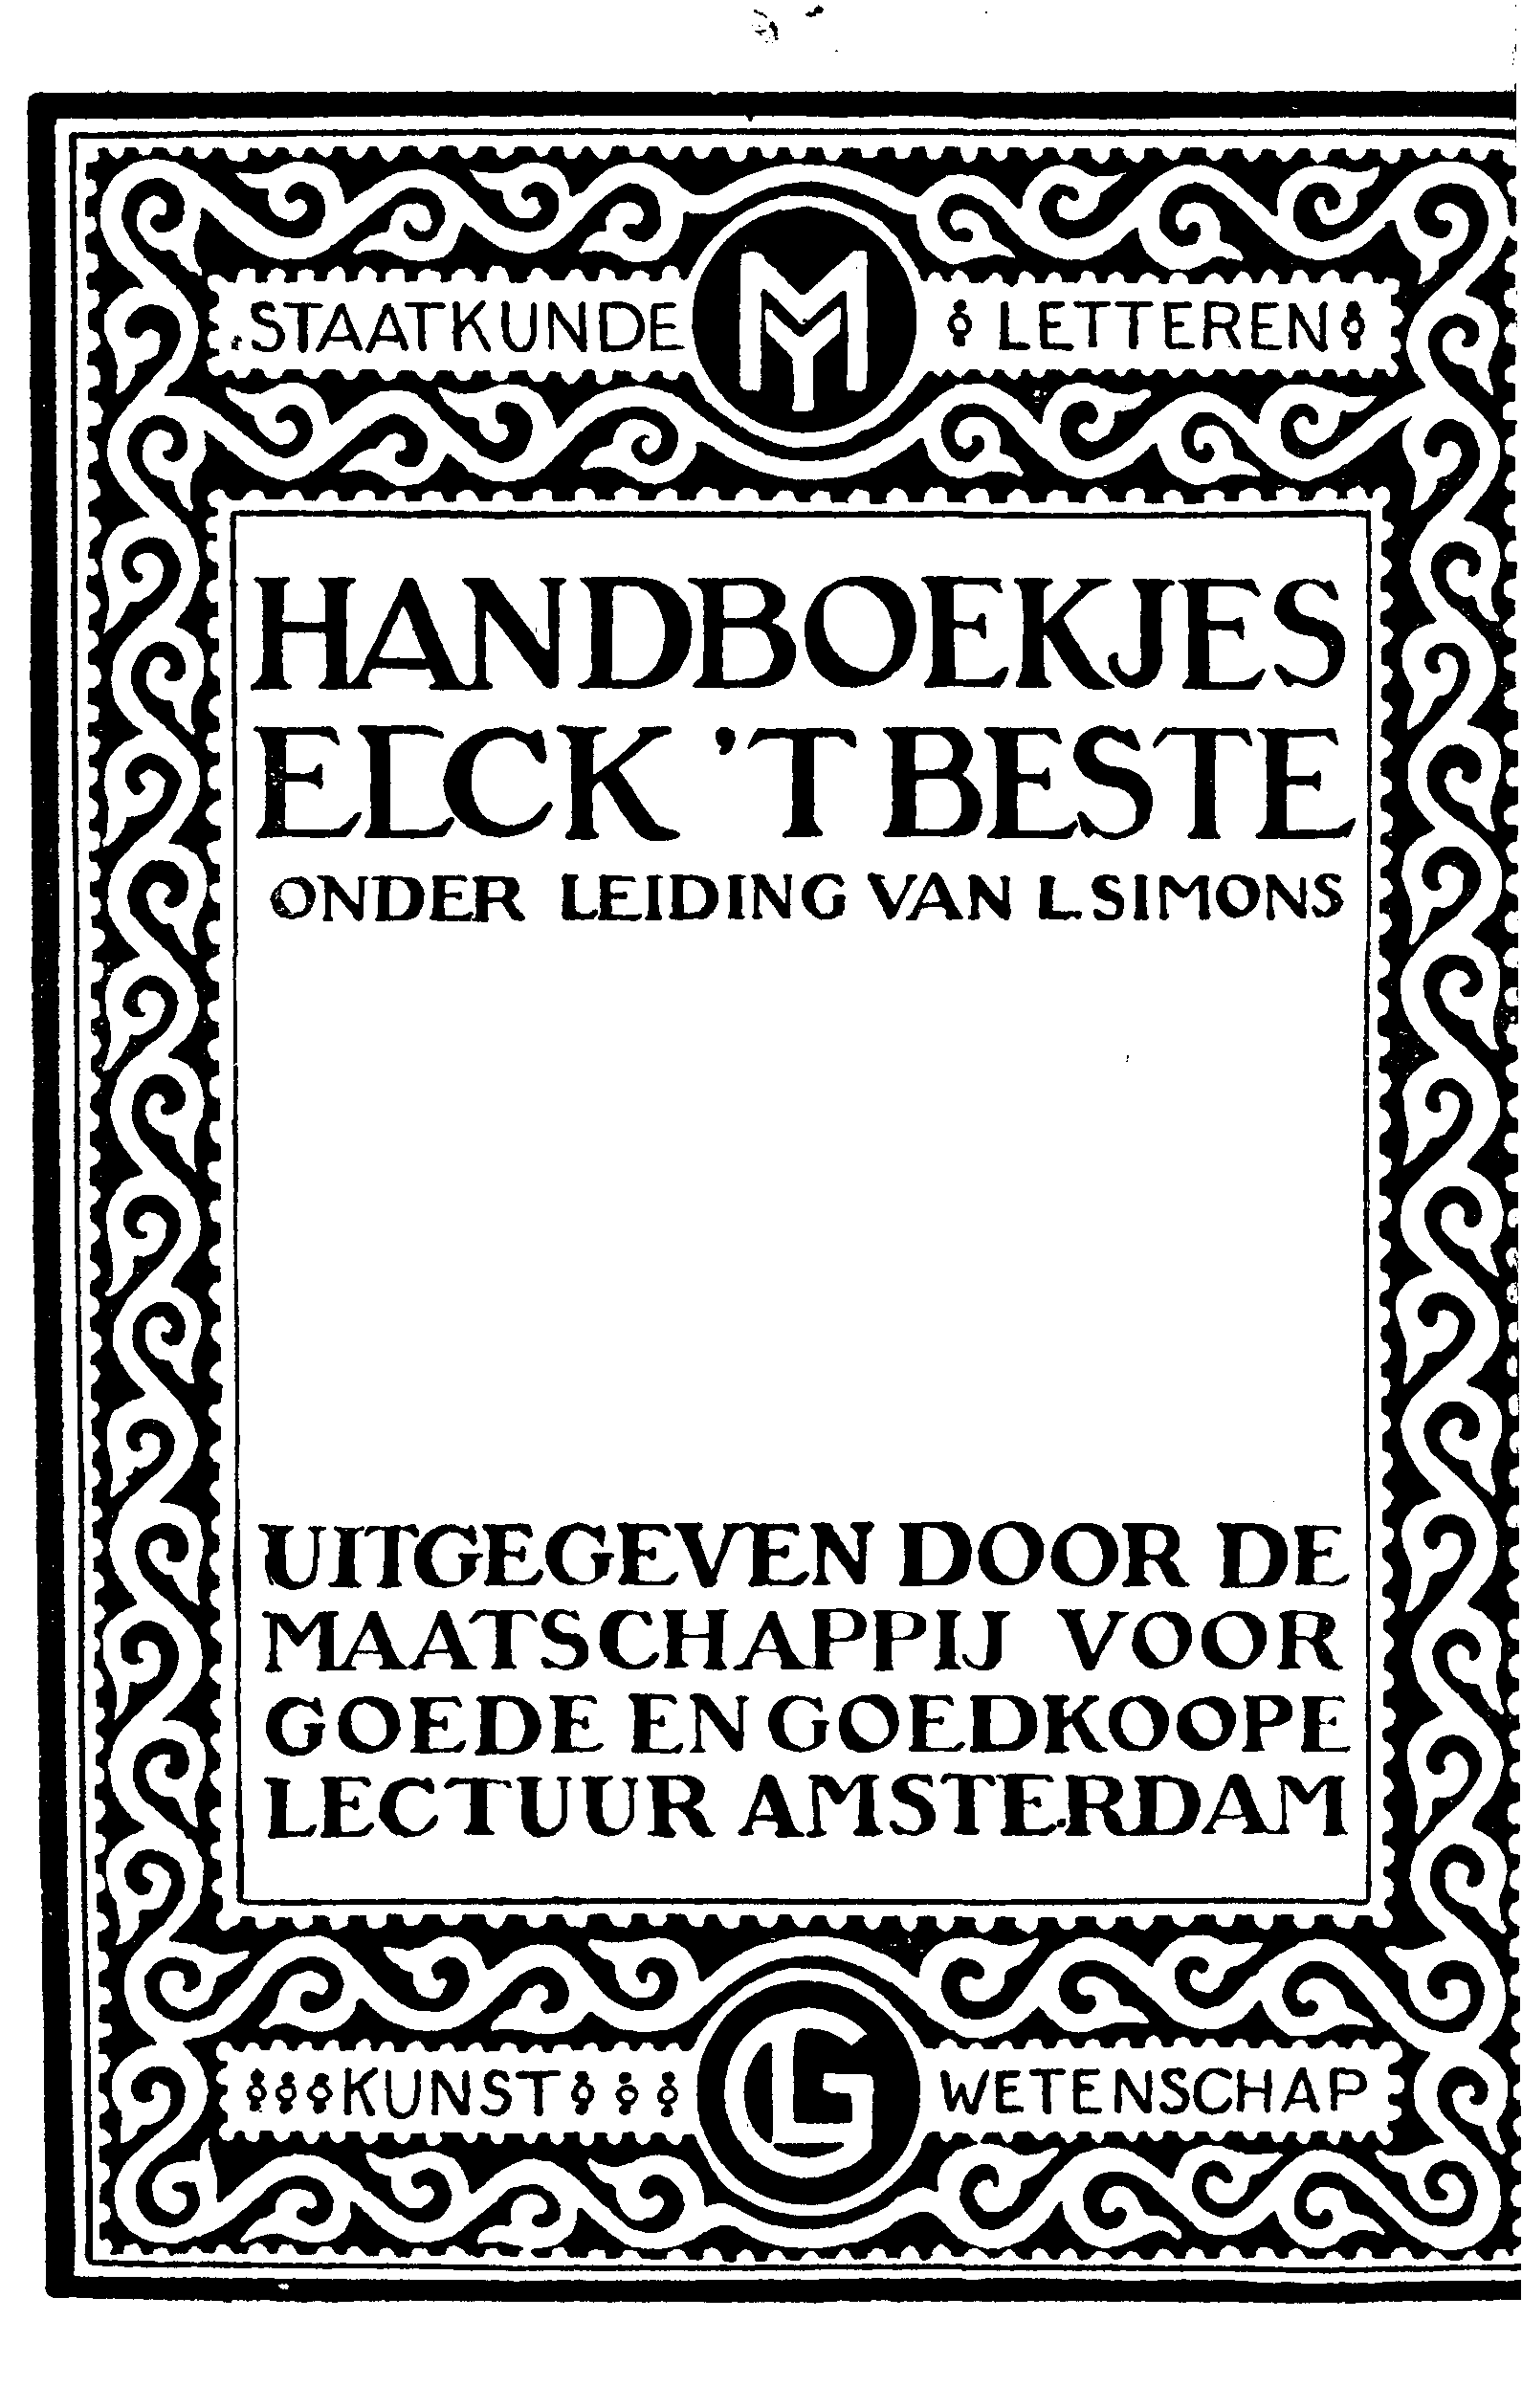 STAATKUNDE MY LETTEREN
HANDBOEKJES
ELCK 'T BESTE
ONDER LEIDING VAN L. SIMONS
UITGEGEVEN DOOR DE
MAATSCHAPPIJ VOOR
GOEDE EN GOEDKOOPE
LECTUUR AMSTERDAM
KUNST GL WETENSCHAP